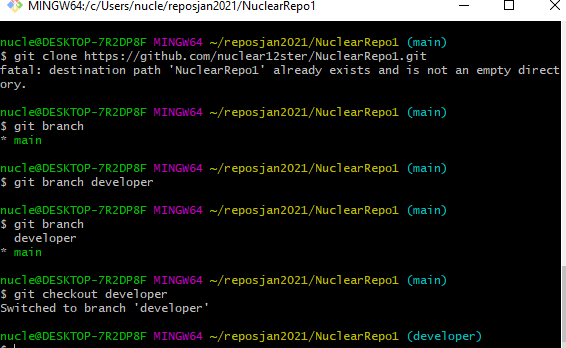 MINGW64:/c/Users/nucle/reposjan2021/NuclearRepo1
nucle@DESKTOP-7R2DP8F MINGW64 ~/reposjan2021/NuclearRepo1 (main)
$ git clone https://github.com/nuclear12ster/NuclearRepo1.git
fatal: destination path 'NuclearRepo1' already exists and is not an empty direct
ory.
nucle@DESKTOP-7R2DP8F MINGW64 ~/reposjan2021/NuclearRepo1 (main)
$ git branch
* main
nucle@DESKTOP-7R2DP8F MINGW64 ~/reposjan2021/NuclearRepo1 (main)
$ git branch developer
nucle@DESKTOP-7R2DP8F MINGW64 ~/reposjan2021/NuclearRepo1 (main)
$ git branch
  developer
* main
nucle@DESKTOP-7R2DP8F MINGW64 ~/reposjan2021/NuclearRepo1 (main)
$ git checkout developer
Switched to branch 'developer'
nucle@DESKTOP-7R2DP8F MINGW64 ~/reposjan2021/NuclearRepo1 (developer)
$